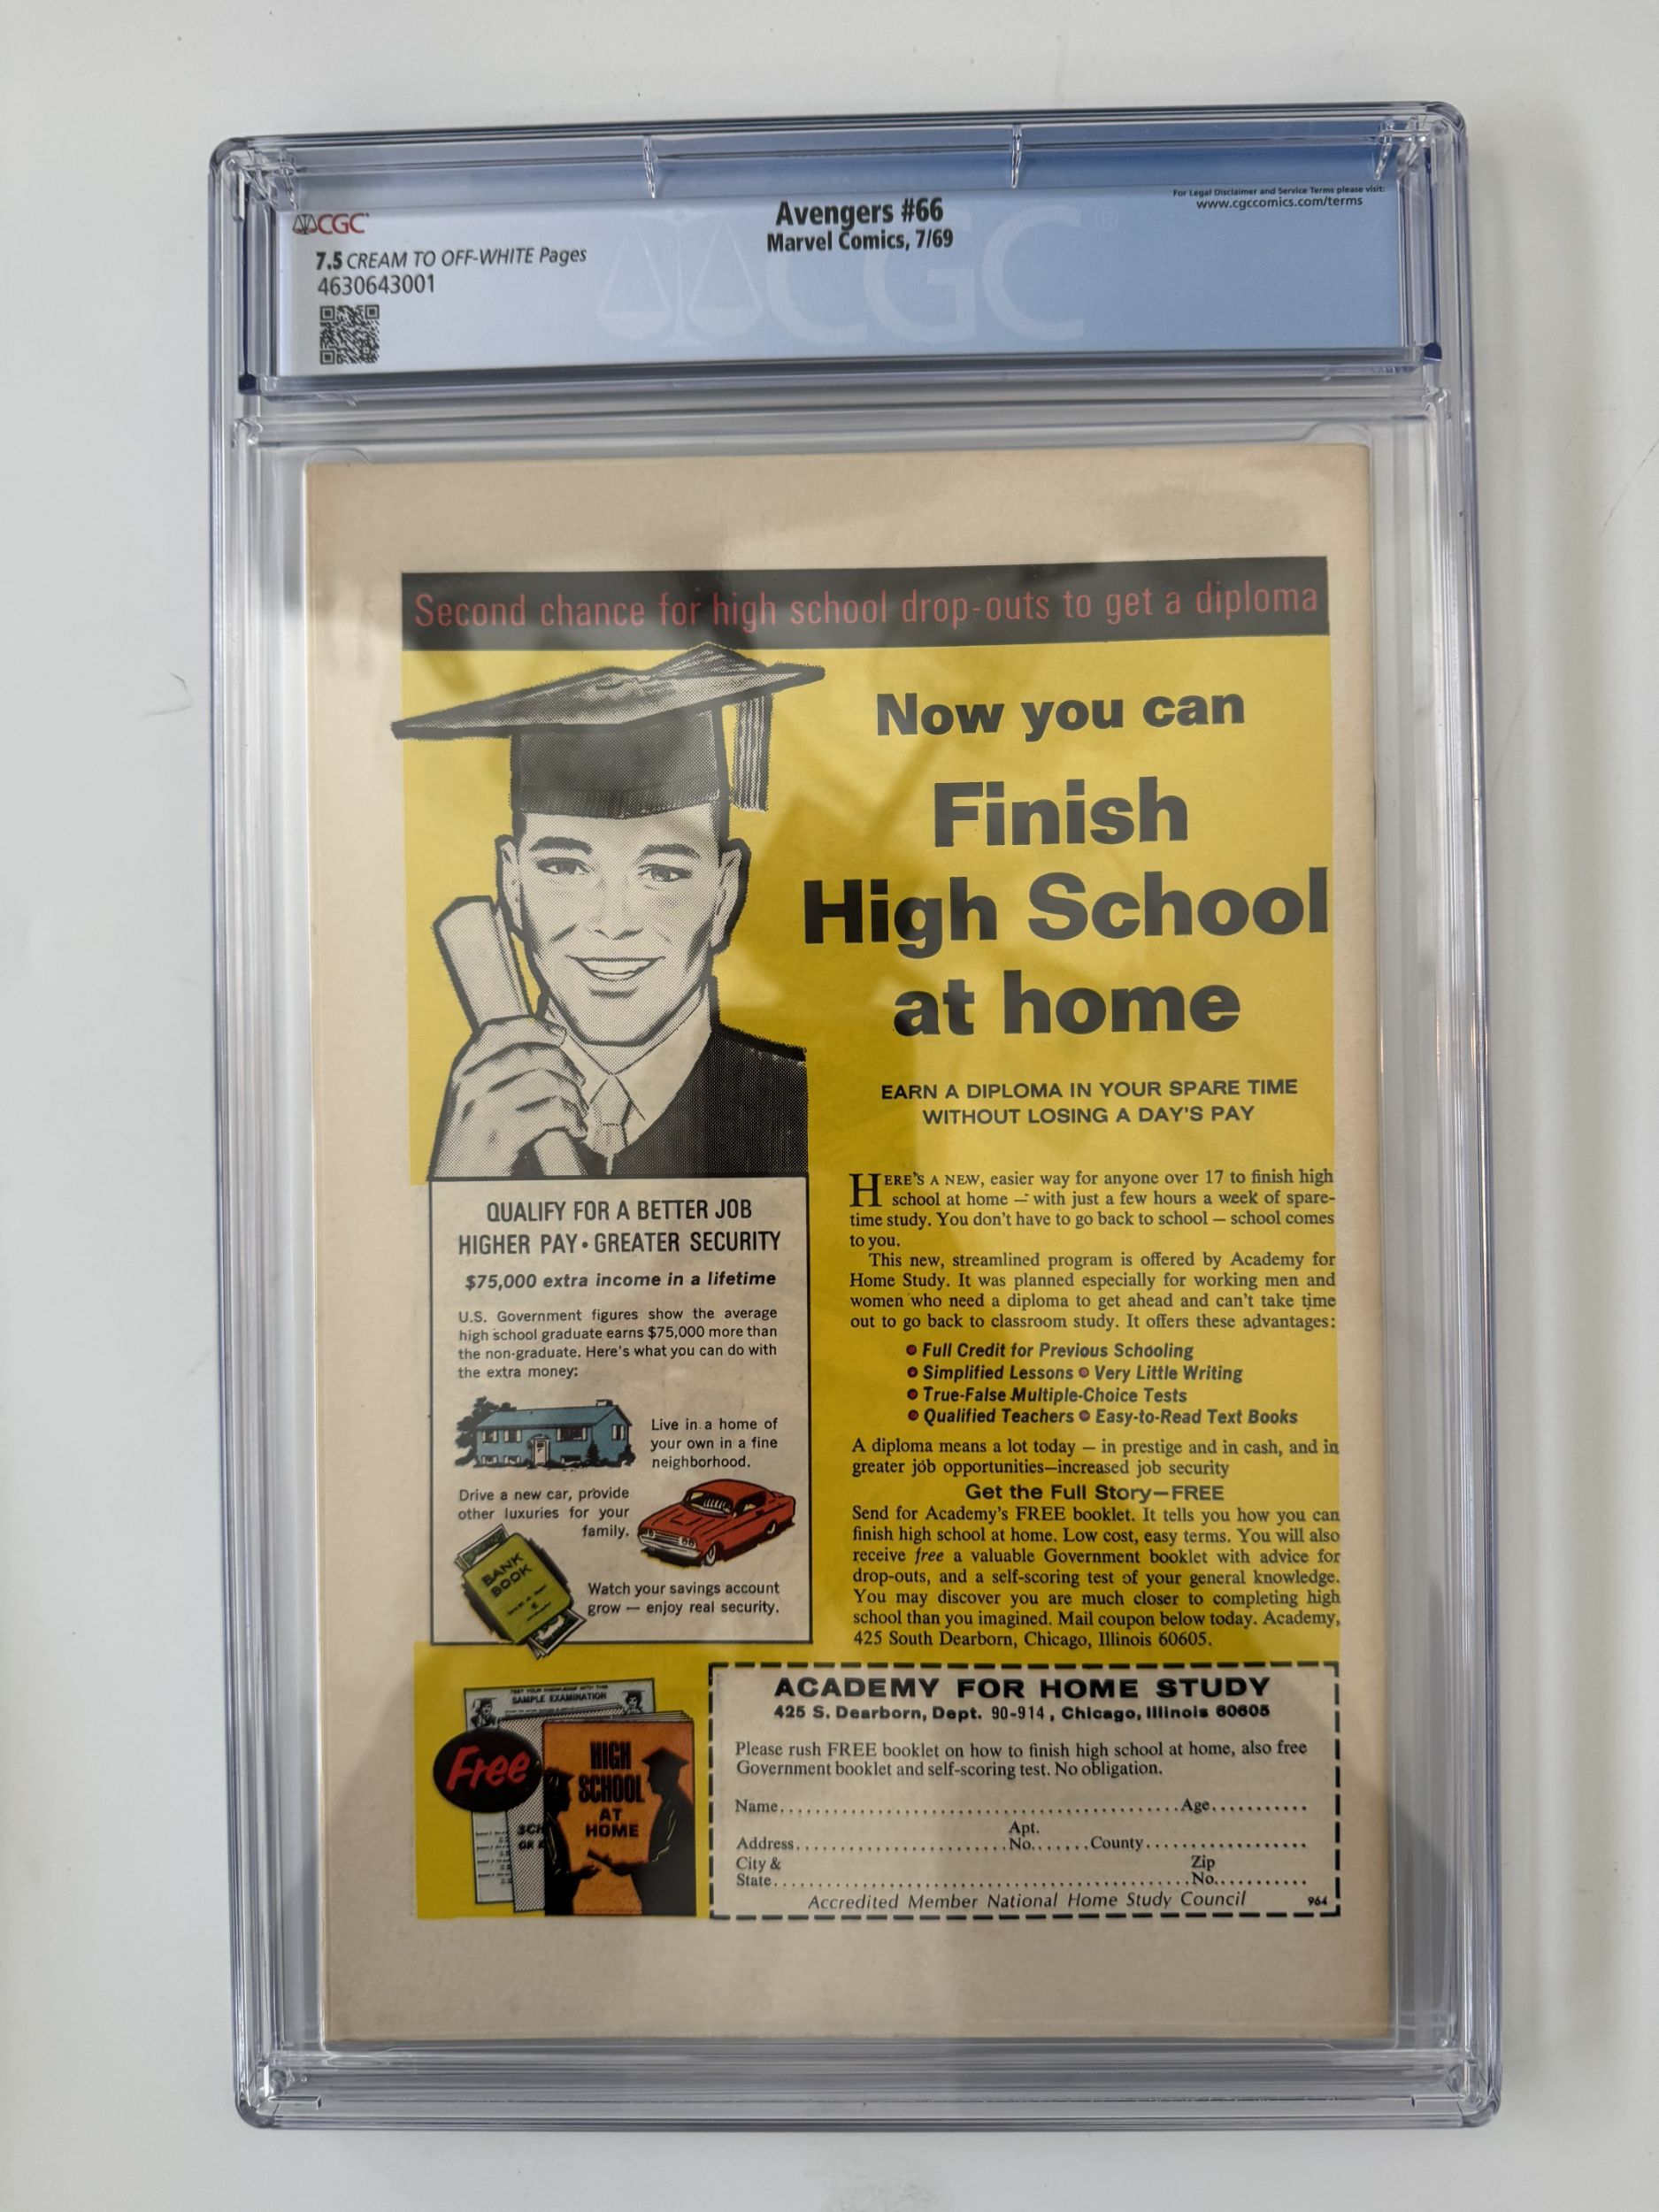 CGC
7.5 CREAM TO OFF-WHITE Pages
4630643001
Avengers #66
Marvel Comics, 7/69
For Legal Disclaimer and Service Terms please visit:
www.cgccomics.com/terms
CGC®
Second chance for high school drop-outs to get a diploma
Now you can
Finish
High School
at home
EARN A DIPLOMA IN YOUR SPARE TIME
WITHOUT LOSING A DAY'S PAY
QUALIFY FOR A BETTER JOB
HIGHER PAY • GREATER SECURITY
$75,000 extra income in a lifetime
U.S. Government figures show the average
high school graduate earns $75,000 more than
the non-graduate. Here's what you can do with
the extra money:
Live in a home of
your own in a fine
neighborhood.
Drive a new car, provide
other luxuries for your
family.
BANK
BOOK
Watch your savings account
grow — enjoy real security.
HERE'S A NEW, easier way for anyone over 17 to finish high
school at home — with just a few hours a week of spare-
time study. You don't have to go back to school — school comes
to you.
This new, streamlined program is offered by Academy for
Home Study. It was planned especially for working men and
women who need a diploma to get ahead and can't take time
out to go back to classroom study. It offers these advantages:
• Full Credit for Previous Schooling
• Simplified Lessons • Very Little Writing
• True-False Multiple-Choice Tests
• Qualified Teachers • Easy-to-Read Text Books
A diploma means a lot today — in prestige and in cash, and in
greater job opportunities—increased job security
Get the Full Story—FREE
Send for Academy's FREE booklet. It tells you how you can
finish high school at home. Low cost, easy terms. You will also
receive free a valuable Government booklet with advice for
drop-outs, and a self-scoring test of your general knowledge.
You may discover you are much closer to completing high
school than you imagined. Mail coupon below today. Academy,
425 South Dearborn, Chicago, Illinois 60605.
TEST YOUR KNOWLEDGE WITH THIS
SAMPLE EXAMINATION
Free
HIGH
SCHOOL
AT
HOME
ACADEMY FOR HOME STUDY
425 S. Dearborn, Dept. 90-914, Chicago, Illinois 60605
Please rush FREE booklet on how to finish high school at home, also free
Government booklet and self-scoring test. No obligation.
Name............................................Age...........
Apt.
Address........................No.......County.................
City & Zip
State...............................................No...........
Accredited Member National Home Study Council 964